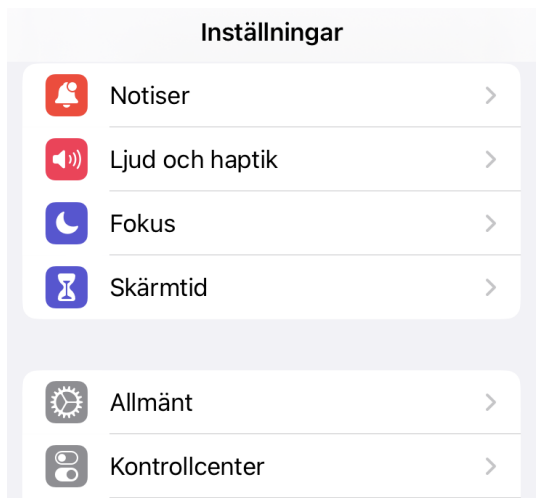 Inställningar
Notiser
Ljud och haptik
Fokus
Skärmtid
Allmänt
Kontrollcenter